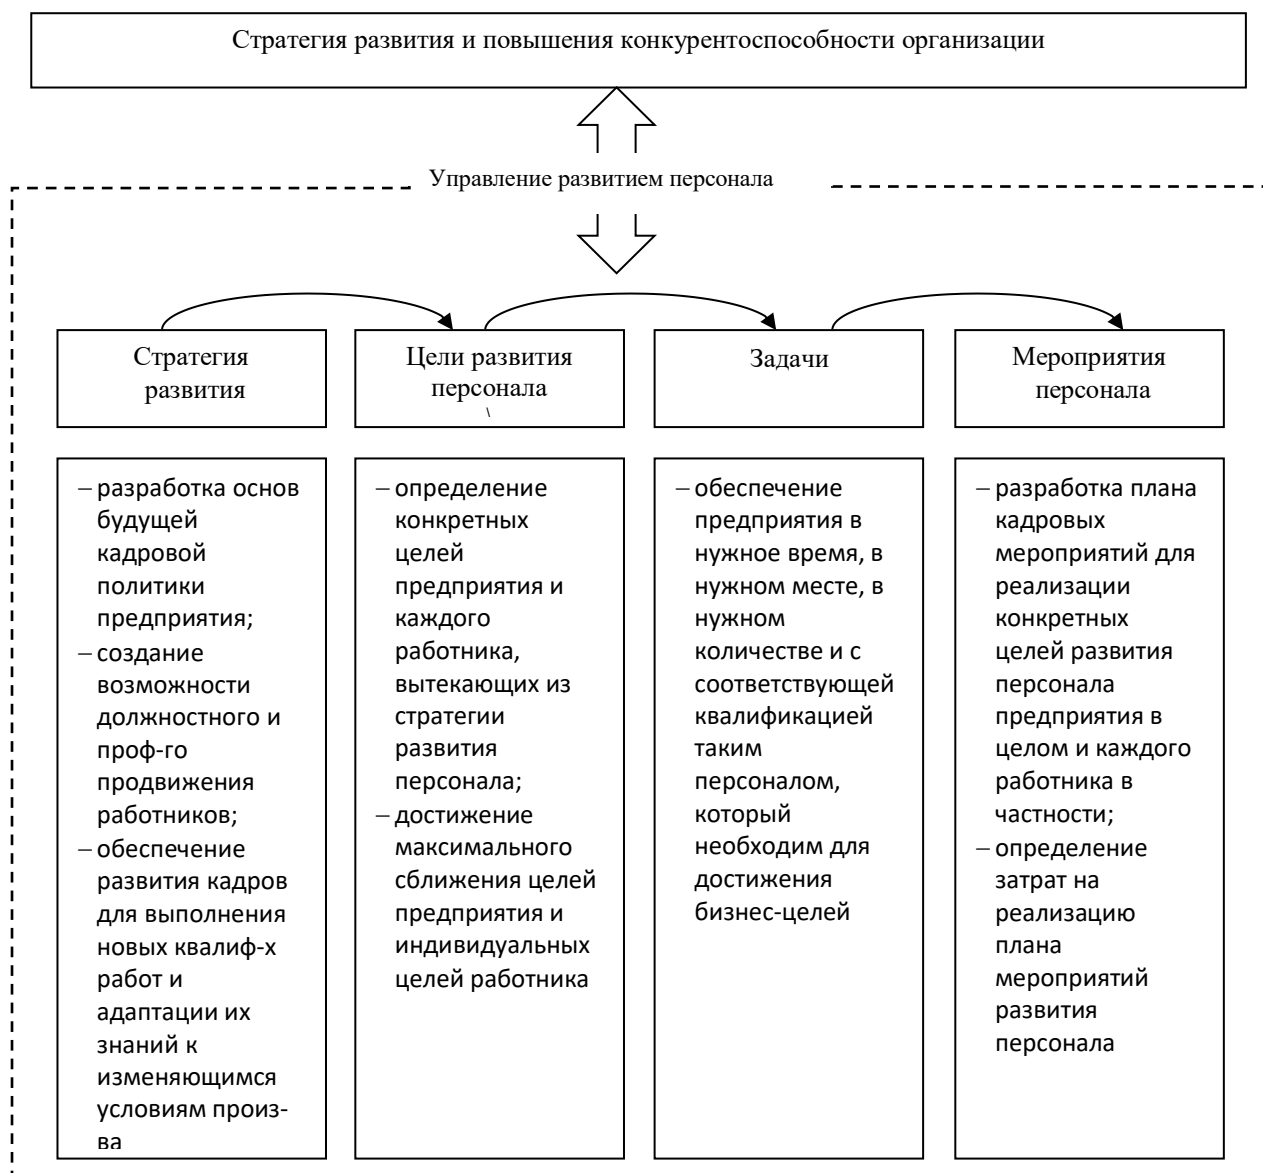 Стратегия развития и повышения конкурентоспособности организации
Управление развитием персонала
Стратегия
развития
Цели развития
персонала
\
Задачи
Мероприятия
персонала
– разработка основ
будущей
кадровой
политики
предприятия;
– создание
возможности
должностного и
проф-го
продвижения
работников;
– обеспечение
развития кадров
для выполнения
новых квалиф-х
работ и
адаптации их
знаний к
изменяющимся
условиям произ-
ва
– определение
конкретных
целей
предприятия и
каждого
работника,
вытекающих из
стратегии
развития
персонала;
– достижение
максимального
сближения целей
предприятия и
индивидуальных
целей работника
– обеспечение
предприятия в
нужное время, в
нужном месте, в
нужном
количестве и с
соответствующей
квалификацией
таким
персоналом,
который
необходим для
достижения
бизнес-целей
– разработка плана
кадровых
мероприятий для
реализации
конкретных
целей развития
персонала
предприятия в
целом и каждого
работника в
частности;
– определение
затрат на
реализацию
плана
мероприятий
развития
персонала